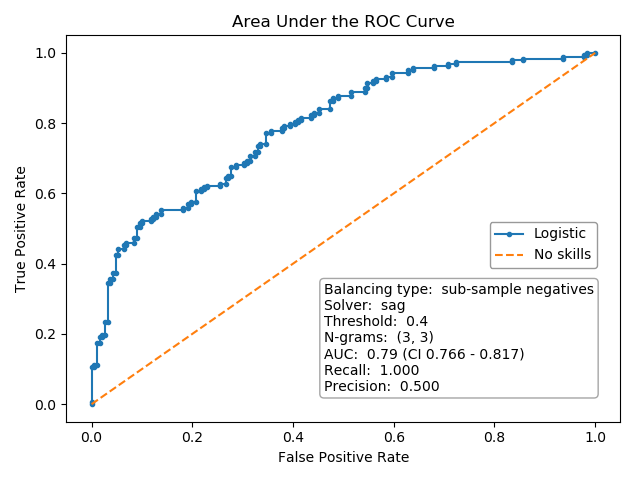 Area Under the ROC Curve
True Positive Rate
1.0
0.8
0.6
0.4
0.2
0.0
Logistic
No skills
Balancing type:  sub-sample negatives
Solver:  sag
Threshold:  0.4
N-grams:  (3, 3)
AUC:  0.79 (CI 0.766 - 0.817)
Recall:  1.000
Precision:  0.500
0.0 0.2 0.4 0.6 0.8 1.0
False Positive Rate